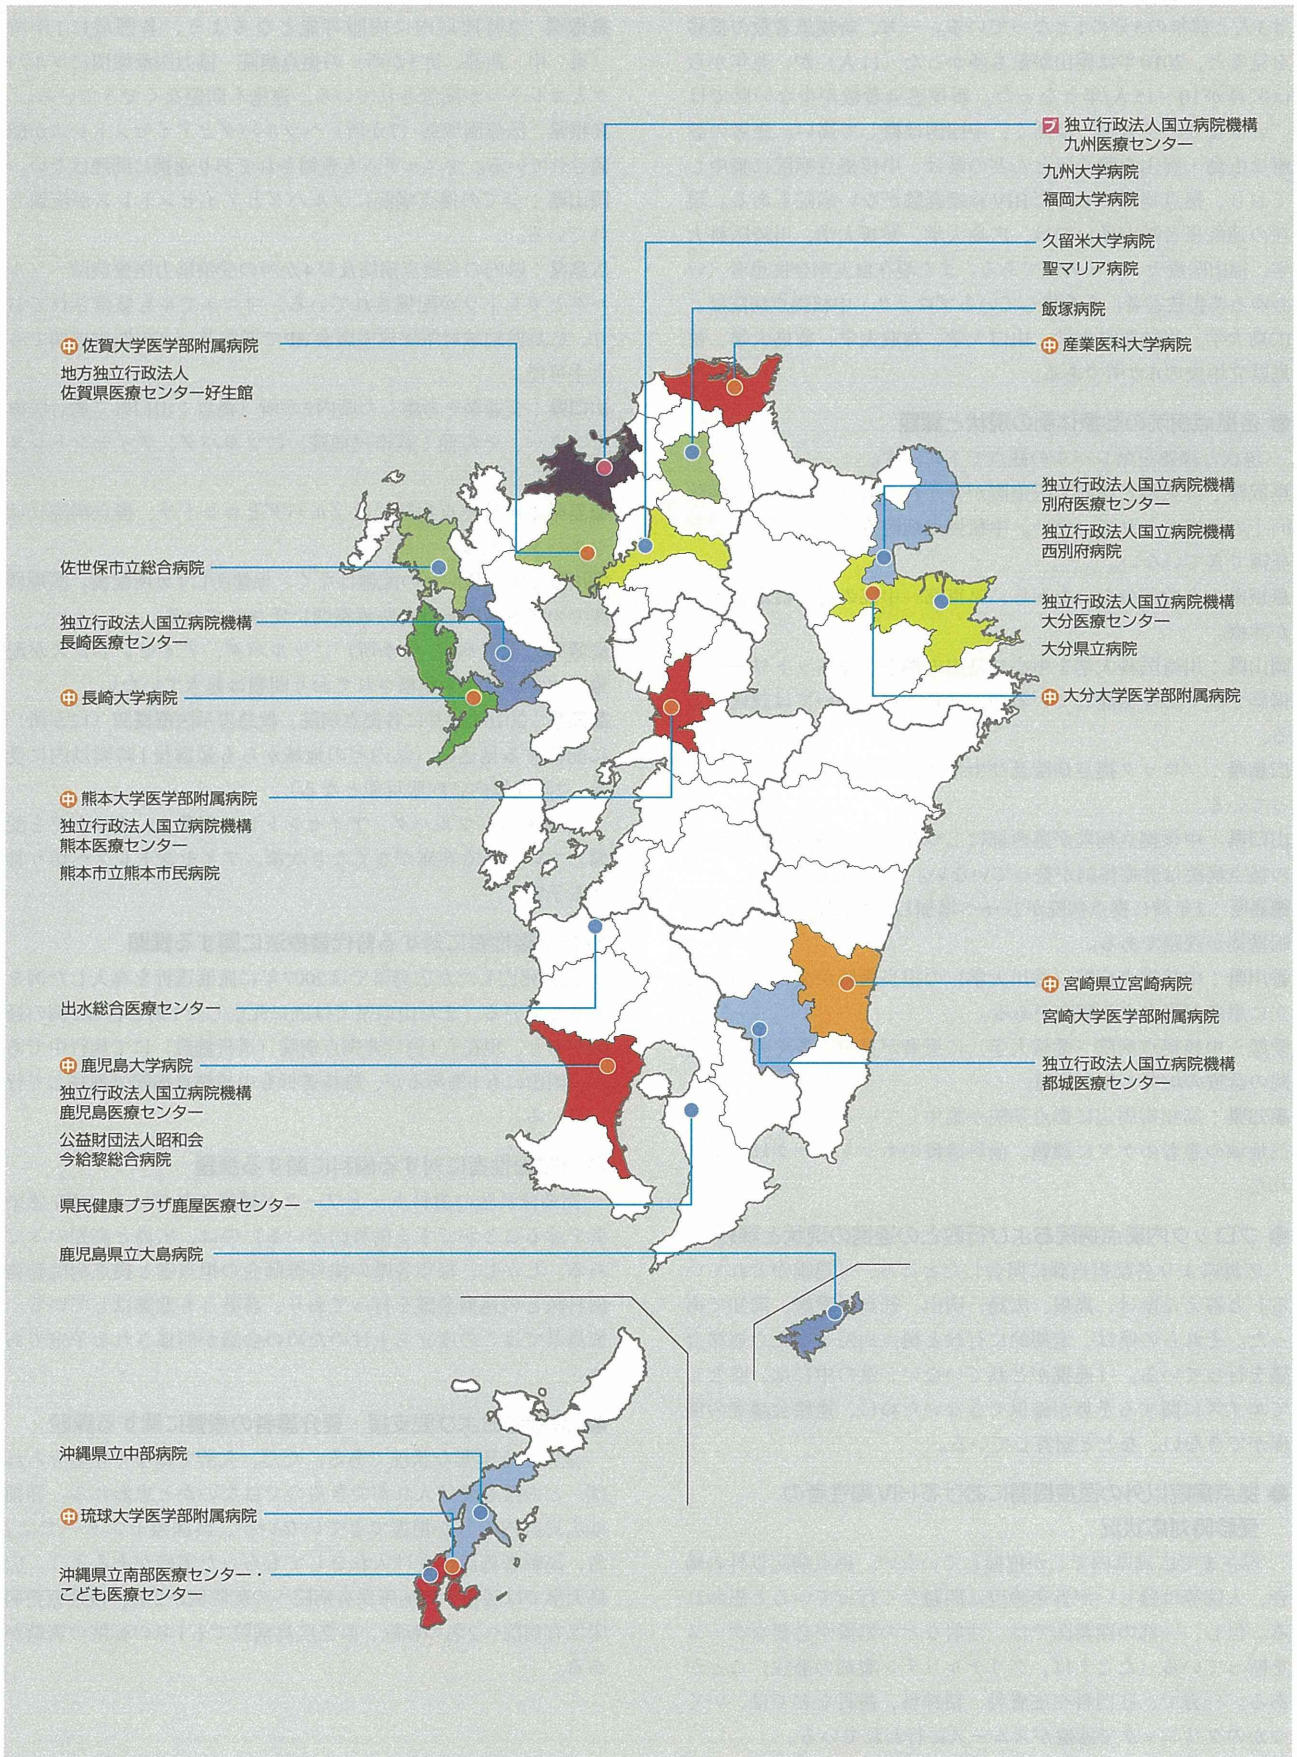 ブ 独立行政法人国立病院機構
九州医療センター
九州大学病院
福岡大学病院
久留米大学病院
聖マリア病院
飯塚病院
中 産業医科大学病院
独立行政法人国立病院機構
別府医療センター
独立行政法人国立病院機構
西別府病院
独立行政法人国立病院機構
大分医療センター
大分県立病院
中 大分大学医学部附属病院
中 宮崎県立宮崎病院
宮崎大学医学部附属病院
独立行政法人国立病院機構
都城医療センター
中 佐賀大学医学部附属病院
地方独立行政法人
佐賀県医療センター好生館
佐世保市立総合病院
独立行政法人国立病院機構
長崎医療センター
中 長崎大学病院
中 熊本大学医学部附属病院
独立行政法人国立病院機構
熊本医療センター
熊本市立熊本市民病院
出水総合医療センター
中 鹿児島大学病院
独立行政法人国立病院機構
鹿児島医療センター
公益財団法人昭和会
今給黎総合病院
県民健康プラザ鹿屋医療センター
鹿児島県立大島病院
沖縄県立中部病院
中 琉球大学医学部附属病院
沖縄県立南部医療センター・
こども医療センター